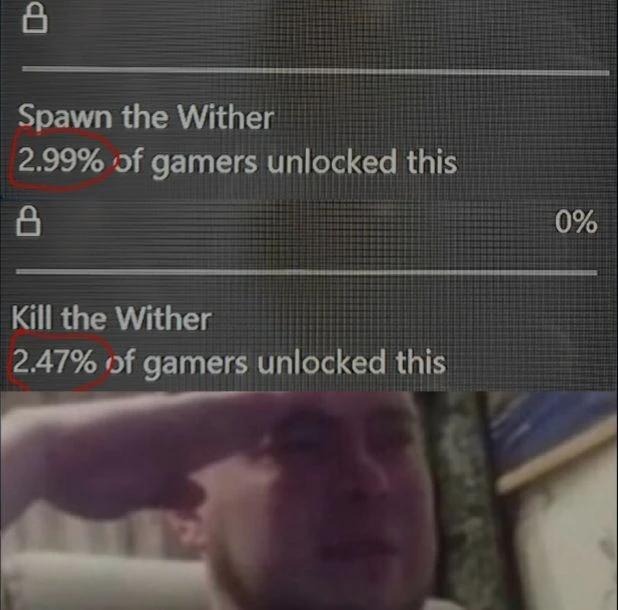 Spawn the Wither
2.99% of gamers unlocked this
0%
Kill the Wither
2.47% of gamers unlocked this